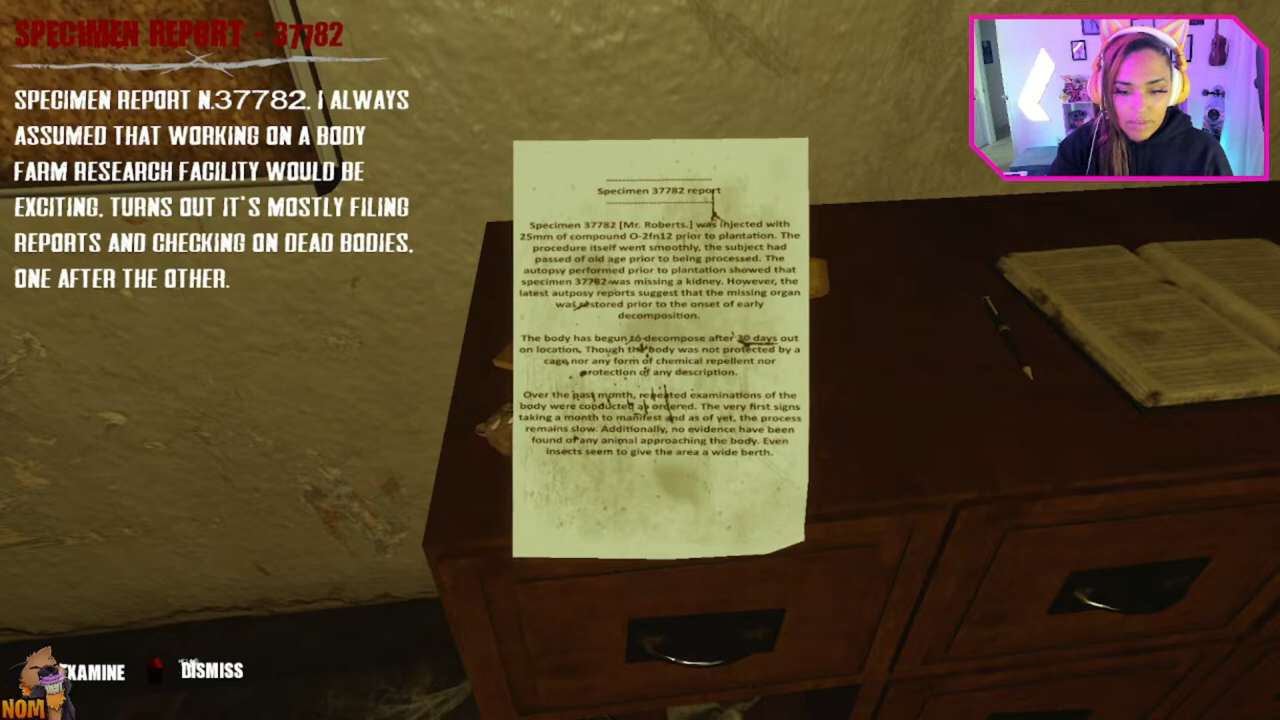 SPECIMEN REPORT - 37782
SPECIMEN REPORT N.37782. I ALWAYS
ASSUMED THAT WORKING ON A BODY
FARM RESEARCH FACILITY WOULD BE
EXCITING. TURNS OUT IT'S MOSTLY FILING
REPORTS AND CHECKING ON DEAD BODIES,
ONE AFTER THE OTHER.
Specimen 37782 report
Specimen 37782 [Mr. Roberts.] was injected with
25mm of compound O-2fn12 prior to plantation. The
procedure itself went smoothly, the subject had
passed of old age prior to being processed. The
autopsy performed prior to plantation showed that
specimen 37782 was missing a kidney. However, the
latest autposy reports suggest that the missing organ
was restored prior to the onset of early
decomposition.
The body has begun to decompose after 30 days out
on location, Though the body was not protected by a
cage nor any form of chemical repellent nor
protection of any description.
Over the past month, repeated examinations of the
body were conducted as ordered. The very first signs
taking a month to manifest and as of yet, the process
remains slow. Additionally, no evidence have been
found of any animal approaching the body. Even
insects seem to give the area a wide berth.
EXAMINE
DISMISS
NOM